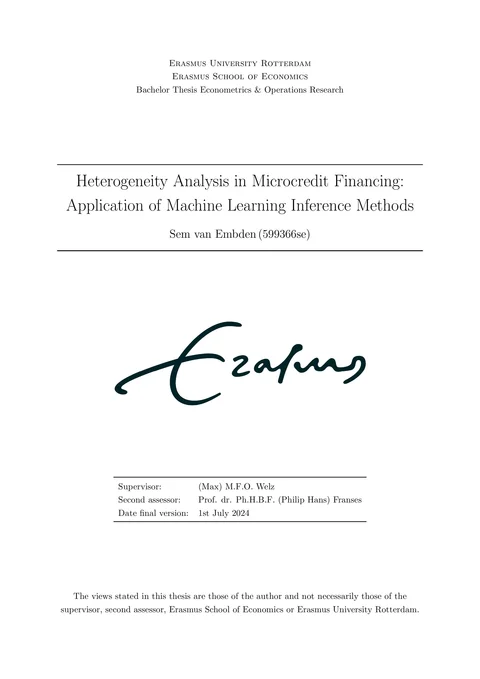 Erasmus University Rotterdam
Erasmus School of Economics
Bachelor Thesis Econometrics & Operations Research
Heterogeneity Analysis in Microcredit Financing:
Application of Machine Learning Inference Methods
Sem van Embden (599366se)
Erasmus
Supervisor: (Max) M.F.O. Welz
Second assessor: Prof. dr. Ph.H.B.F. (Philip Hans) Franses
Date final version: 1st July 2024
The views stated in this thesis are those of the author and not necessarily those of the
supervisor, second assessor, Erasmus School of Economics or Erasmus University Rotterdam.